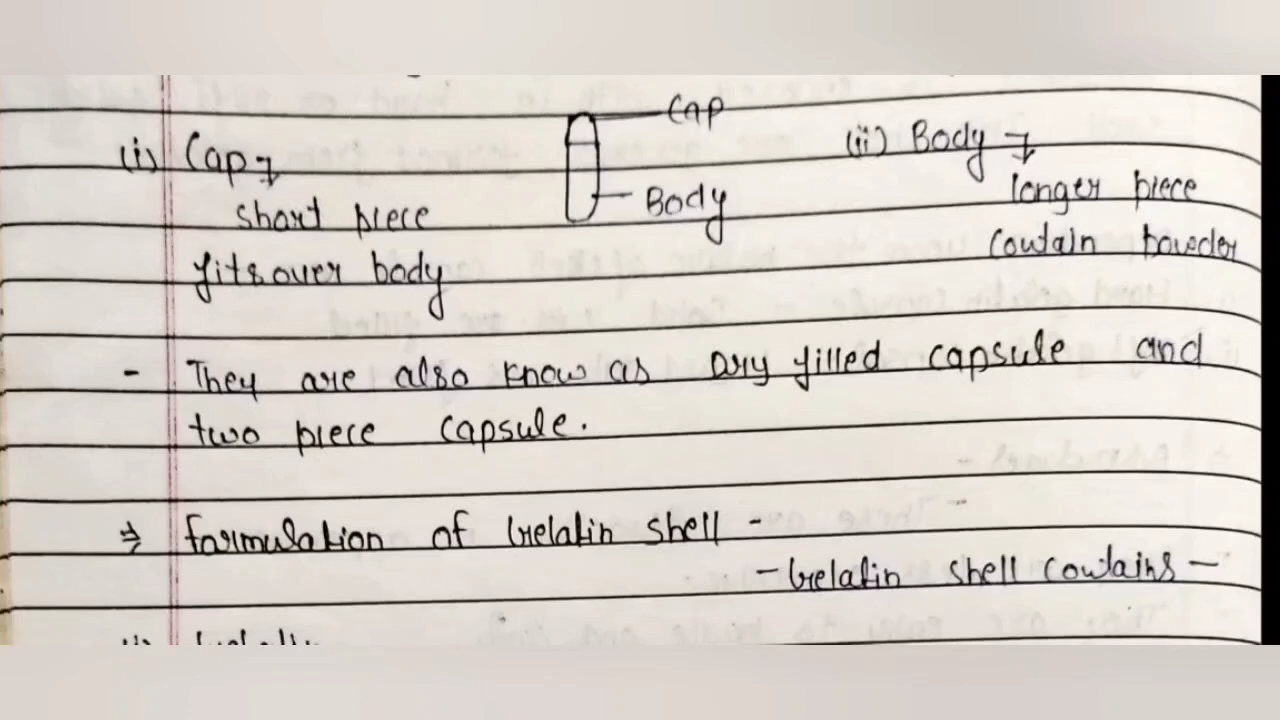 (i) Cap →
short piece
fits over body
Cap
Body
(ii) Body →
longer piece
contain powder
- They are also know as Dry filled capsule and
two piece capsule.
⇒ formulation of Gelatin shell -
- Gelatin shell contains -